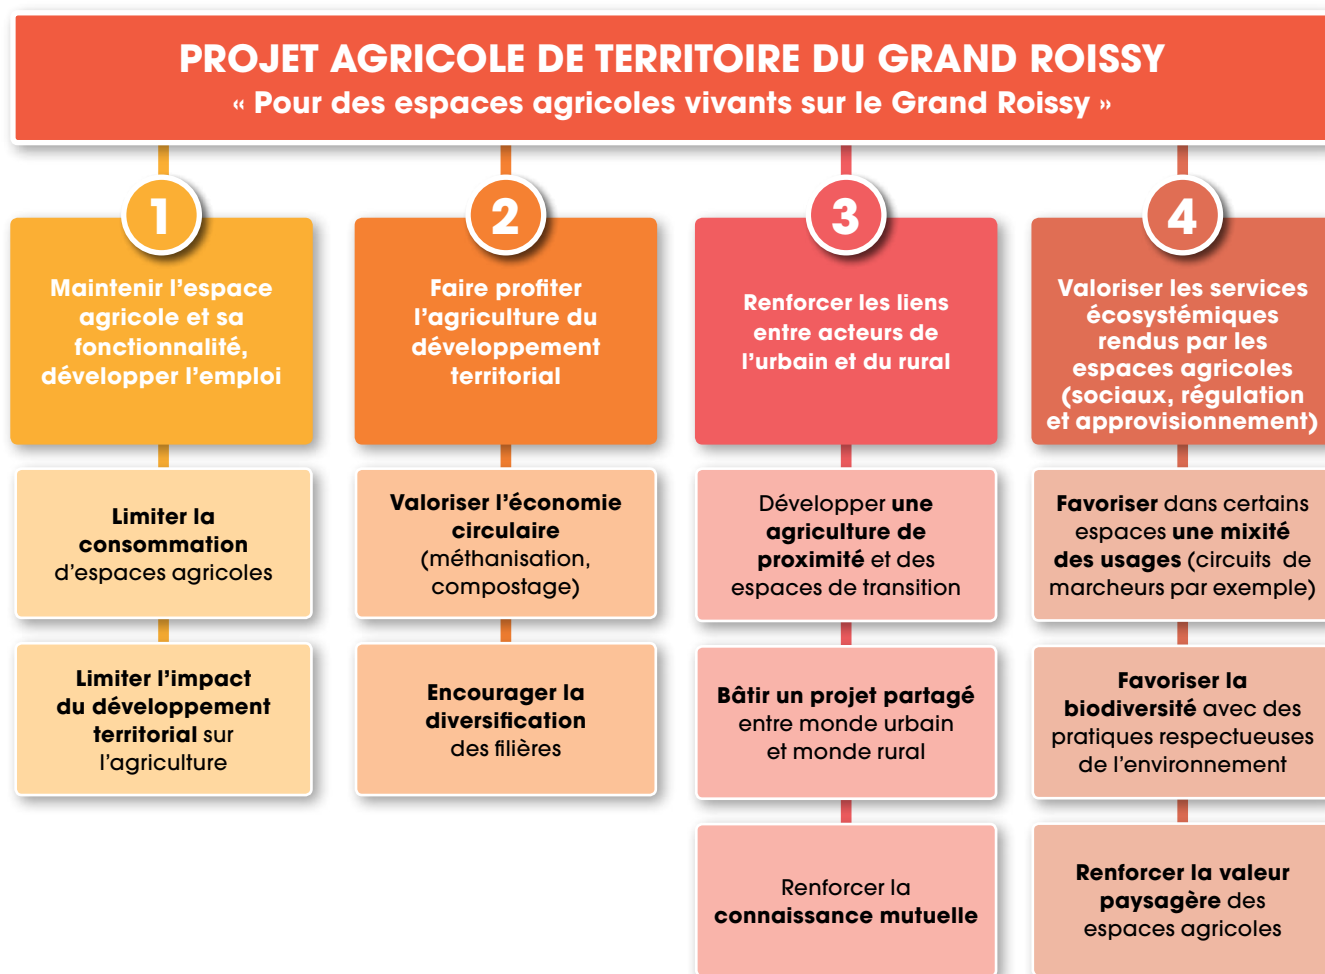 PROJET AGRICOLE DE TERRITOIRE DU GRAND ROISSY
« Pour des espaces agricoles vivants sur le Grand Roissy »
1
Maintenir l'espace
agricole et sa
fonctionnalité,
développer l'emploi
Limiter la
consommation
d'espaces agricoles
Limiter l'impact
du développement
territorial sur
l'agriculture
2
Faire profiter
l'agriculture du
développement
territorial
Valoriser l'économie
circulaire
(méthanisation,
compostage)
Encourager la
diversification
des filières
3
Renforcer les liens
entre acteurs de
l'urbain et du rural
Développer une
agriculture de
proximité et des
espaces de transition
Bâtir un projet partagé
entre monde urbain
et monde rural
Renforcer la
connaissance mutuelle
4
Valoriser les services
écosystémiques
rendus par les
espaces agricoles
(sociaux, régulation
et approvisionnement)
Favoriser dans certains
espaces une mixité
des usages (circuits de
marcheurs par exemple)
Favoriser la
biodiversité avec des
pratiques respectueuses
de l'environnement
Renforcer la valeur
paysagère des
espaces agricoles